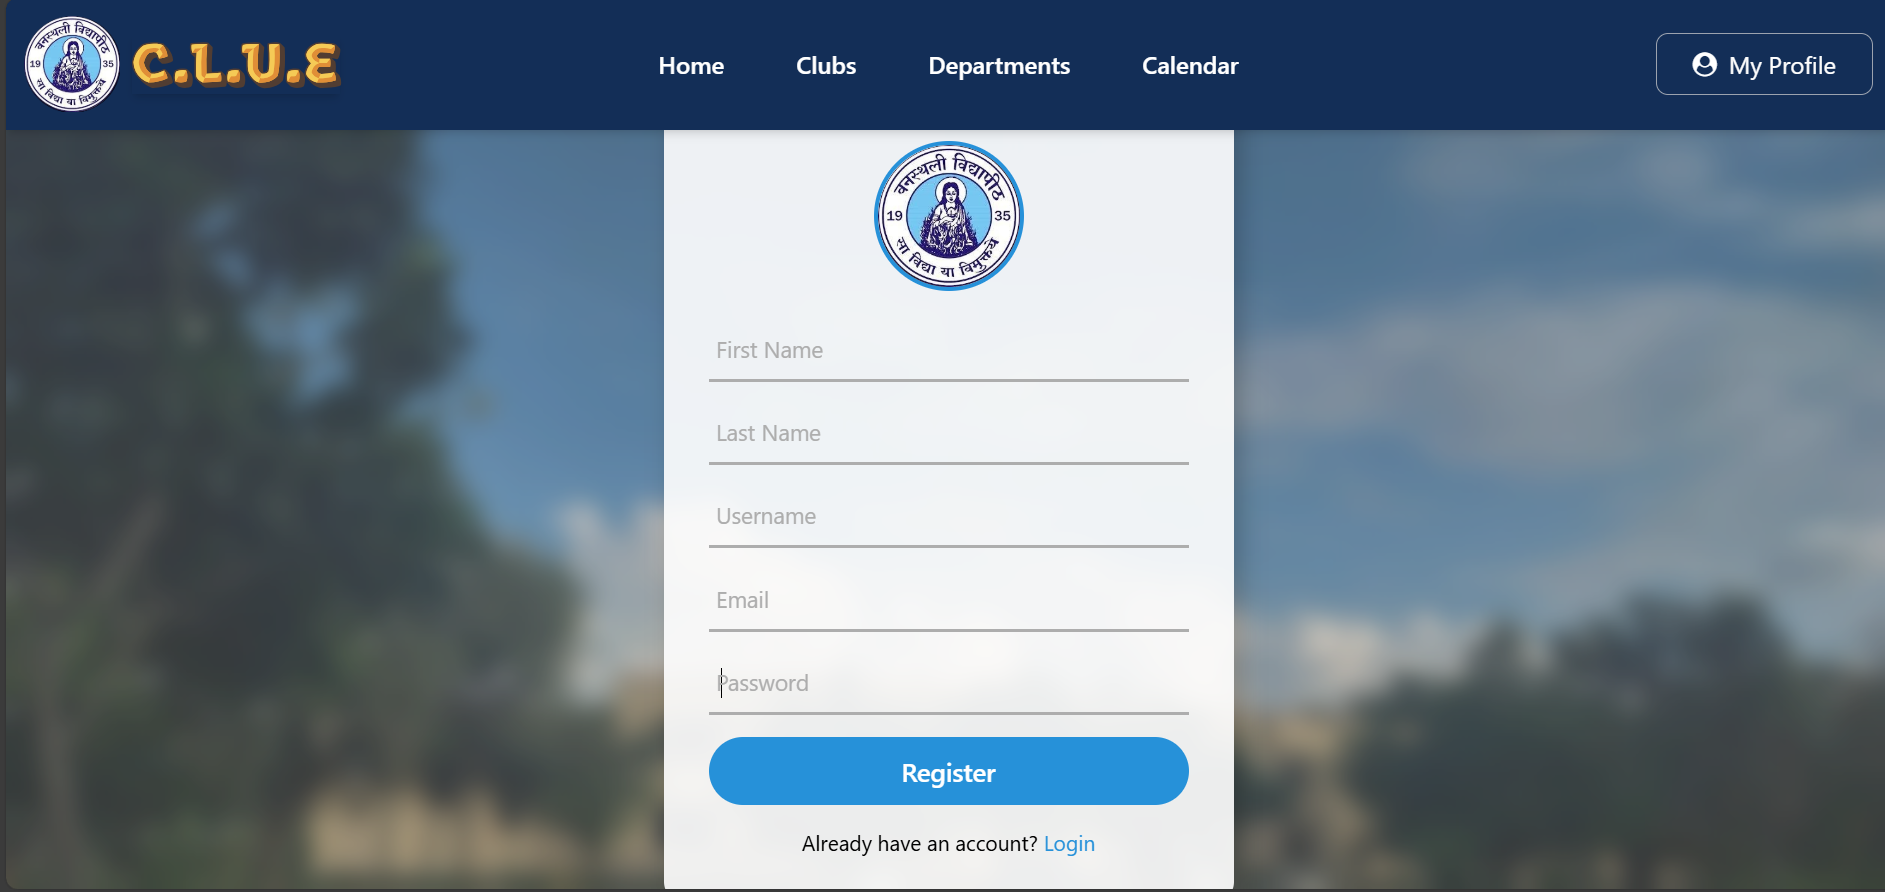 वनस्थली विद्यापीठ
19 35
सा विद्या या विमुक्तये
C.L.U.E
Home Clubs Departments Calendar
My Profile
वनस्थली विद्यापीठ
19 35
सा विद्या या विमुक्तये
First Name
Last Name
Username
Email
Password
Register
Already have an account? Login